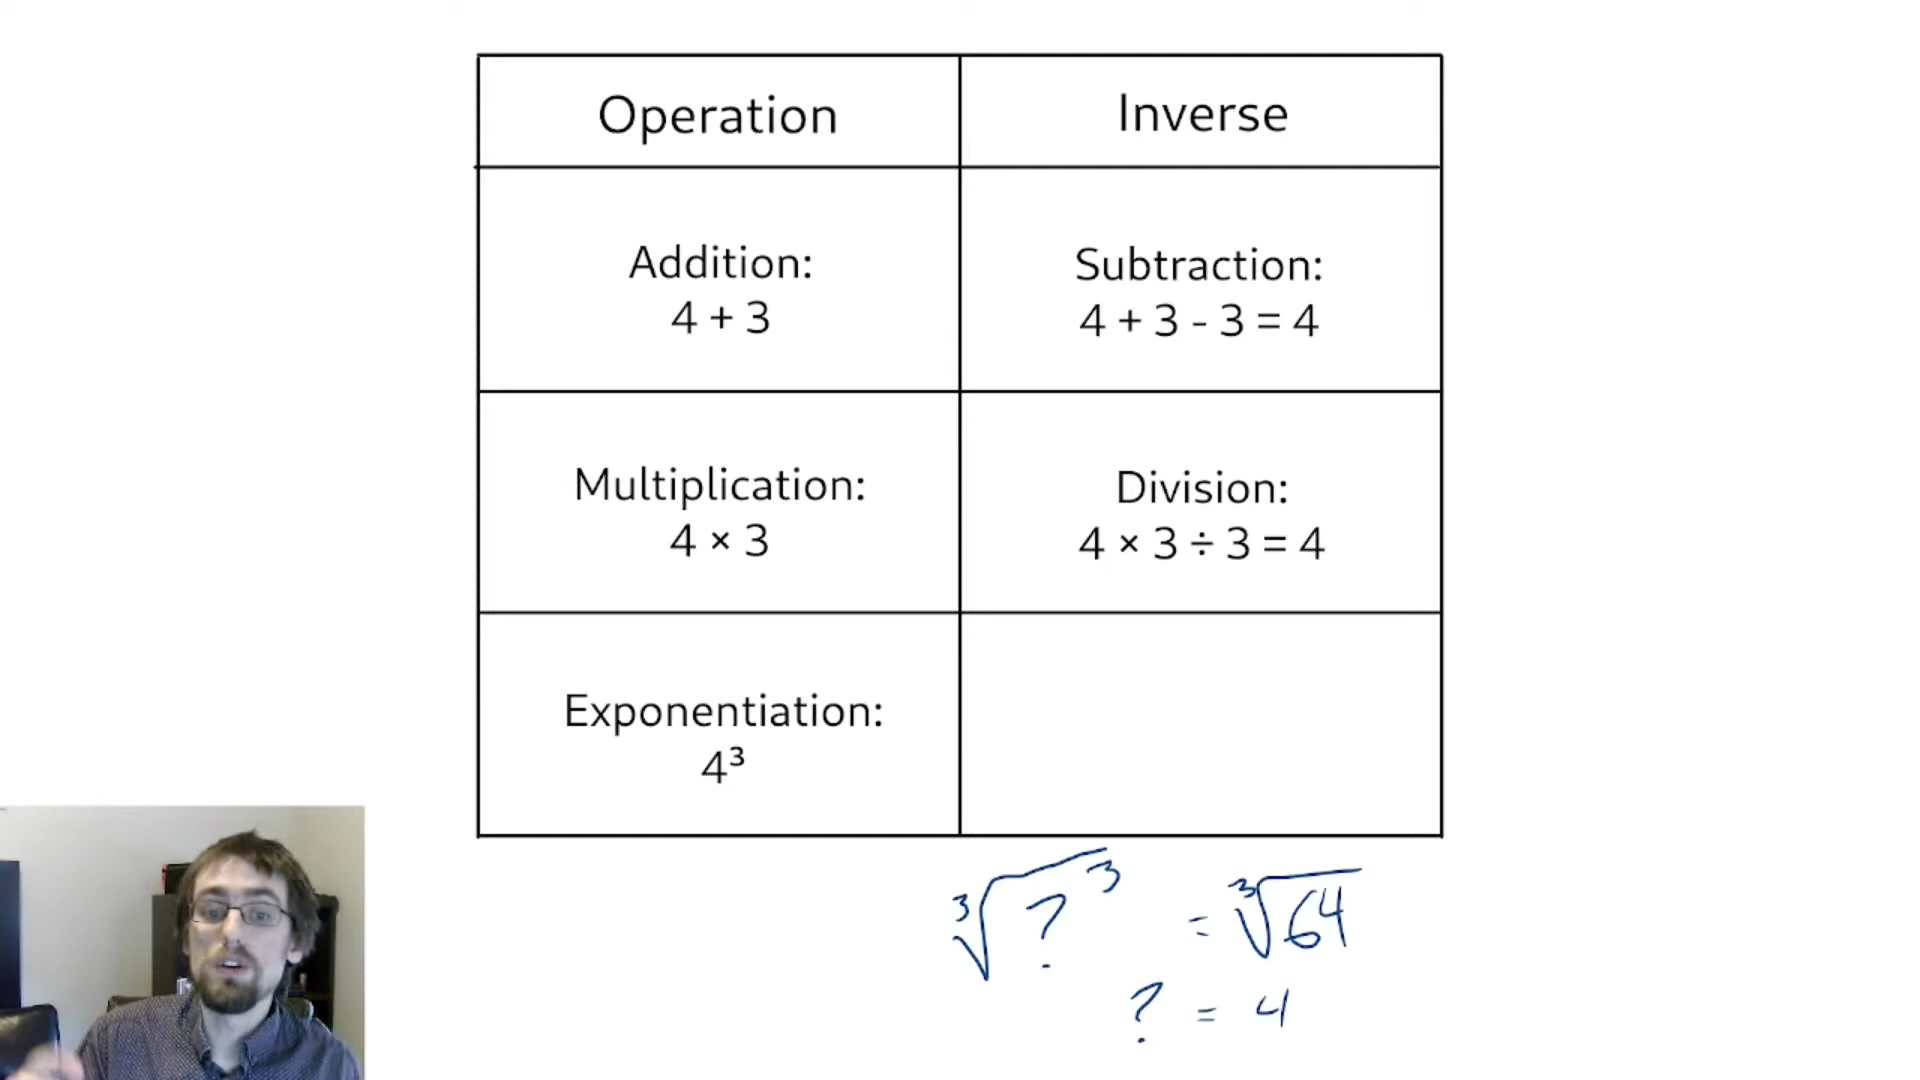 Operation
Inverse
Addition:
4 + 3
Subtraction:
4 + 3 - 3 = 4
Multiplication:
4 × 3
Division:
4 × 3 ÷ 3 = 4
Exponentiation:
4³
∛?³ = ∛64
? = 4